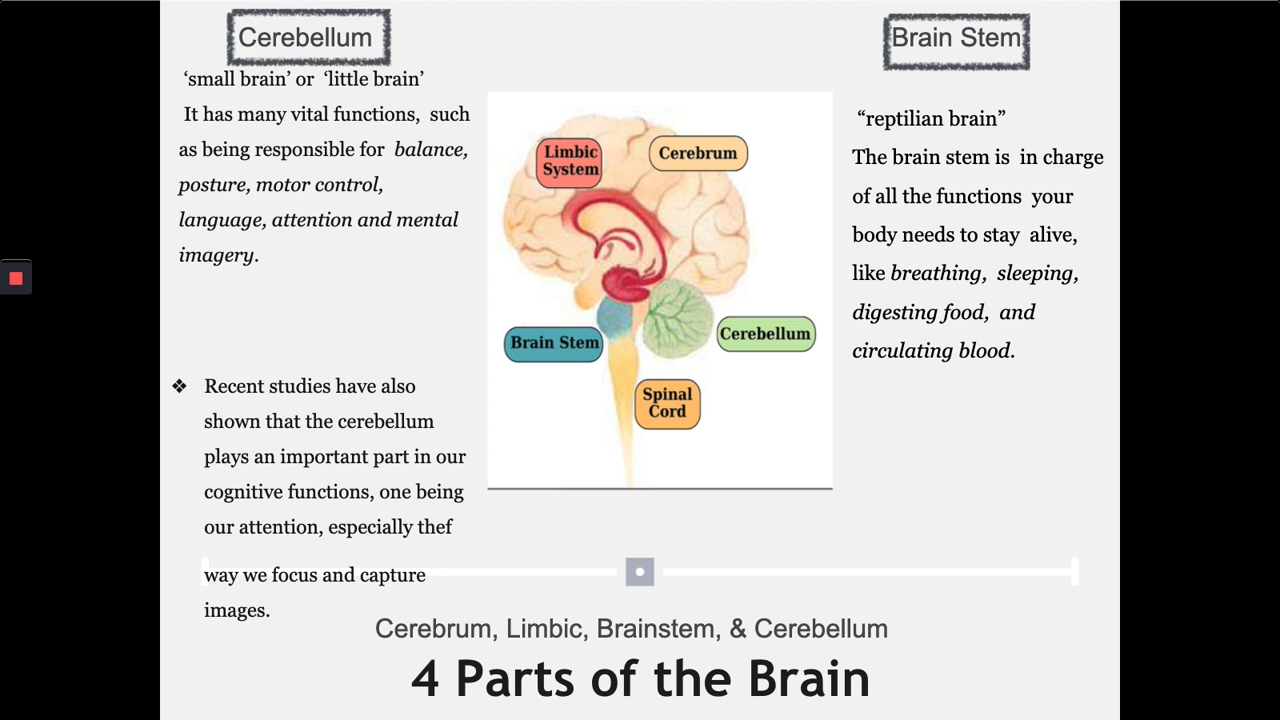 Cerebellum
‘small brain’ or ‘little brain’
It has many vital functions, such
as being responsible for balance,
posture, motor control,
language, attention and mental
imagery.
❖ Recent studies have also
shown that the cerebellum
plays an important part in our
cognitive functions, one being
our attention, especially thef
way we focus and capture
images.
Limbic
System
Cerebrum
Brain Stem
Cerebellum
Spinal
Cord
Brain Stem
“reptilian brain”
The brain stem is in charge
of all the functions your
body needs to stay alive,
like breathing, sleeping,
digesting food, and
circulating blood.
Cerebrum, Limbic, Brainstem, & Cerebellum
4 Parts of the Brain